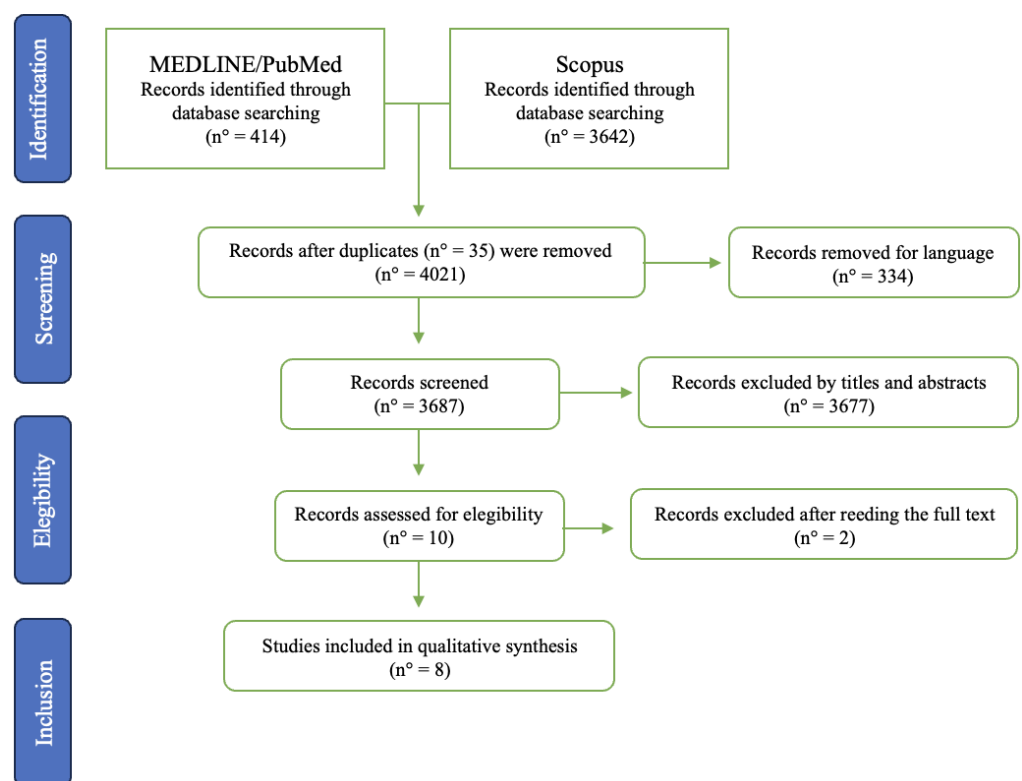 Identification
MEDLINE/PubMed
Records identified through
database searching
(n° = 414)
Scopus
Records identified through
database searching
(n° = 3642)
Screening
Records after duplicates (n° = 35) were removed
(n° = 4021)
Records removed for language
(n° = 334)
Records screened
(n° = 3687)
Records excluded by titles and abstracts
(n° = 3677)
Elegibility
Records assessed for elegibility
(n° = 10)
Records excluded after reeding the full text
(n° = 2)
Inclusion
Studies included in qualitative synthesis
(n° = 8)